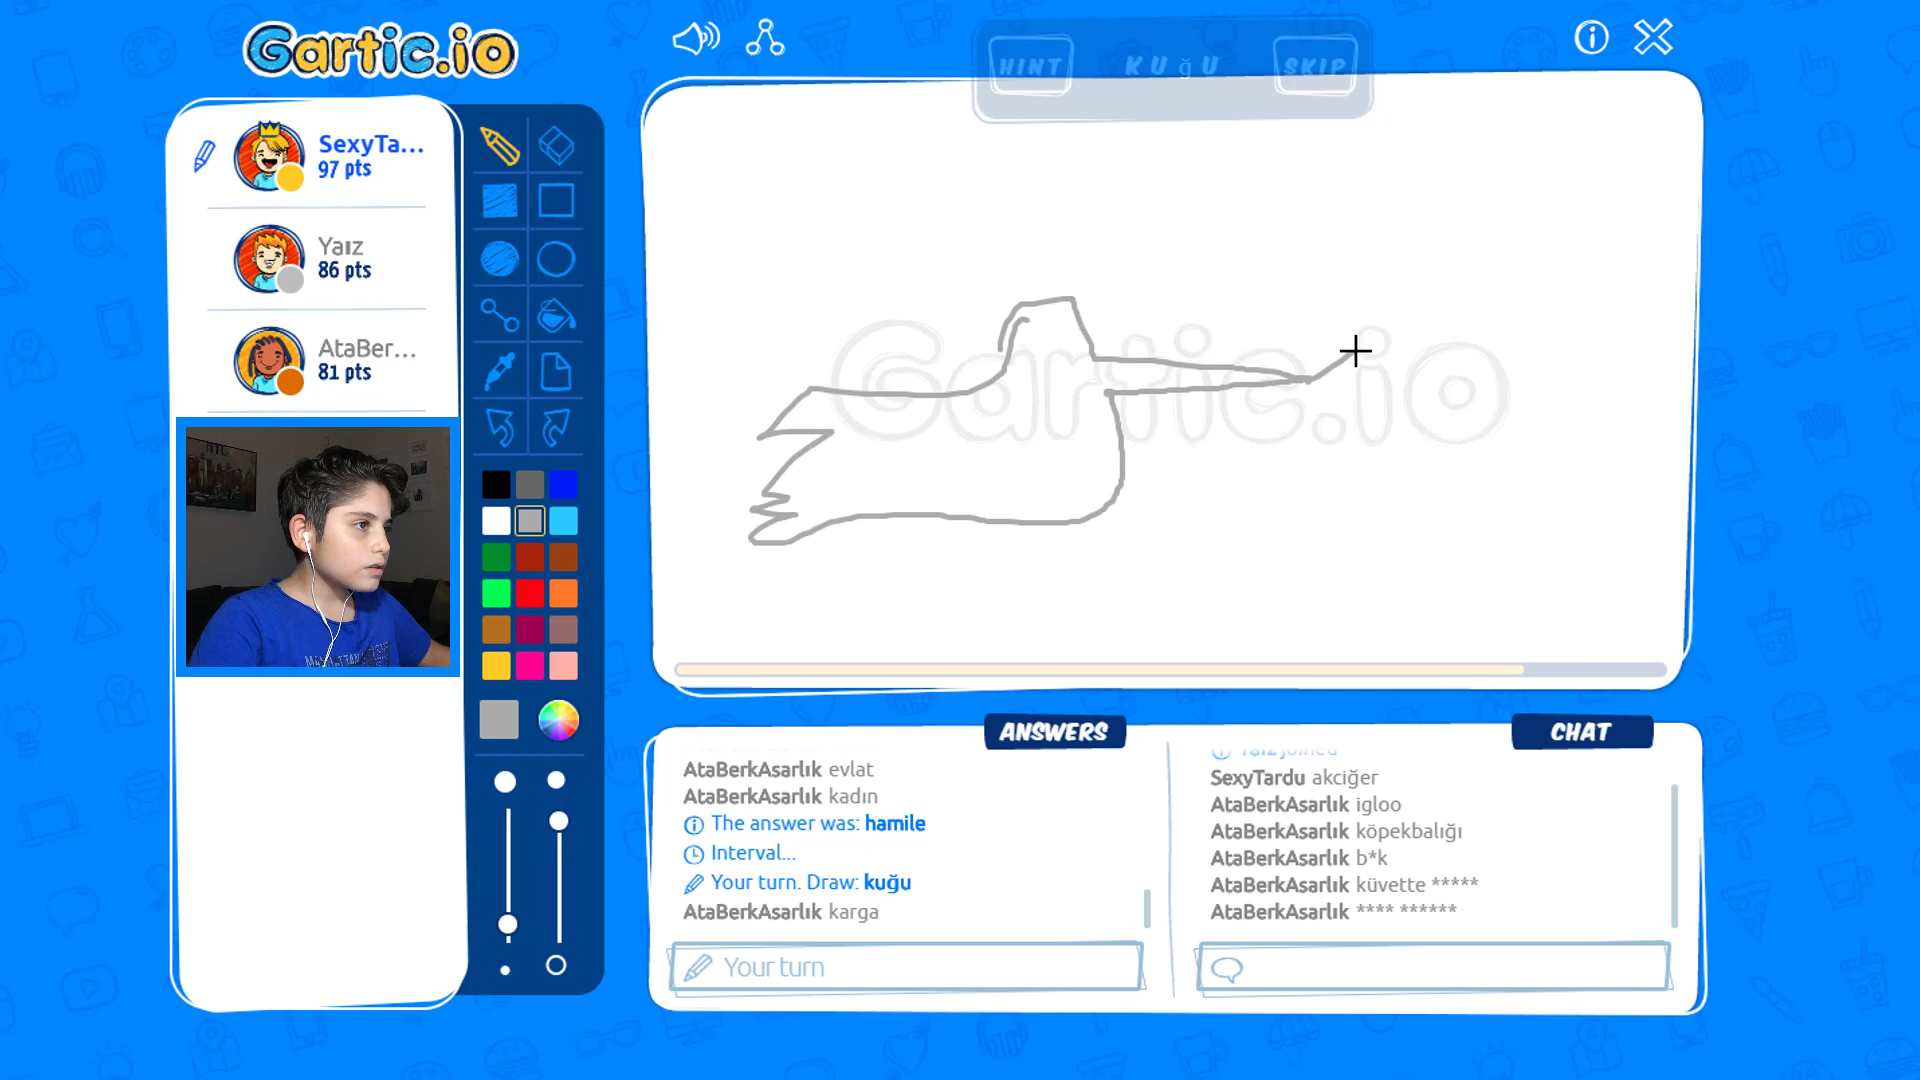 Gartic.io
HINT
KUğU
SKIP
SexyTa...
97 pts
Yaız
86 pts
AtaBer...
81 pts
Gartic.io
ANSWERS
AtaBerkAsarlık evlat
AtaBerkAsarlık kadın
The answer was: hamile
Interval...
Your turn. Draw: kuğu
AtaBerkAsarlık karga
Your turn
CHAT
Yaız joined
SexyTardu akciğer
AtaBerkAsarlık igloo
AtaBerkAsarlık köpekbalığı
AtaBerkAsarlık b*k
AtaBerkAsarlık küvette *****
AtaBerkAsarlık **** ******